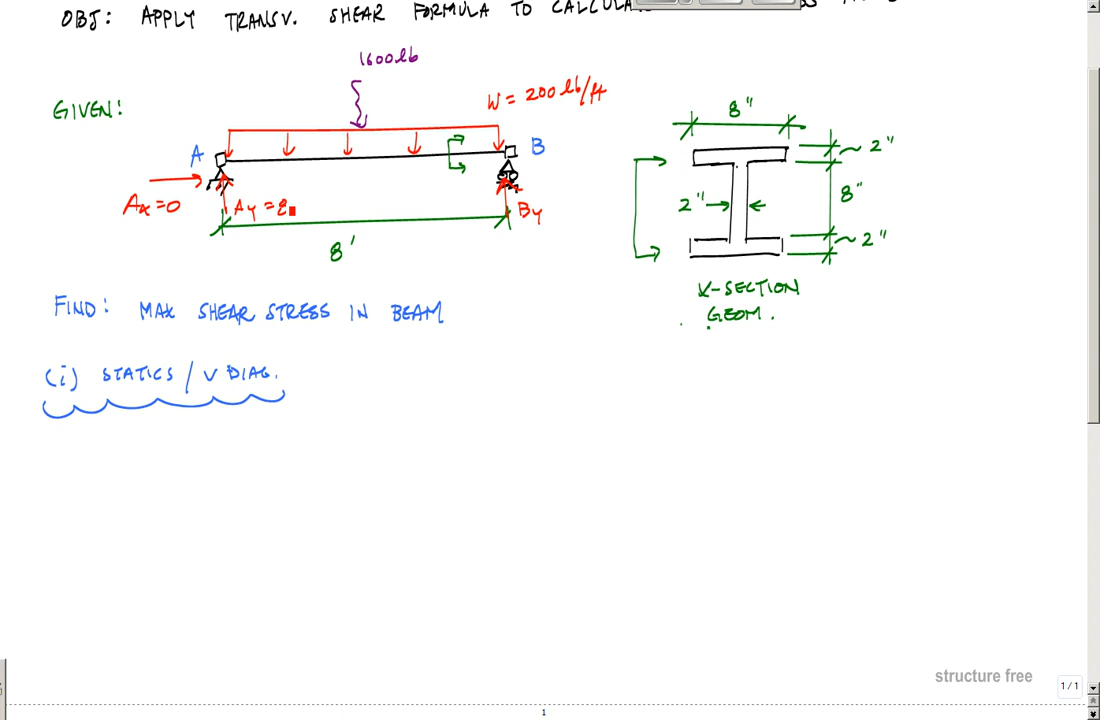 OBJ: APPLY TRANSV. SHEAR FORMULA TO
1600 lb
GIVEN:
W = 200 lb/ft
A
B
Ax = 0
Ay = 8
By
8'
8"
2"
8"
2"
2"
X-SECTION
GEOM.
FIND: MAX SHEAR STRESS IN BEAM
(i) STATICS / V DIAG.
structure free
1 / 1
1